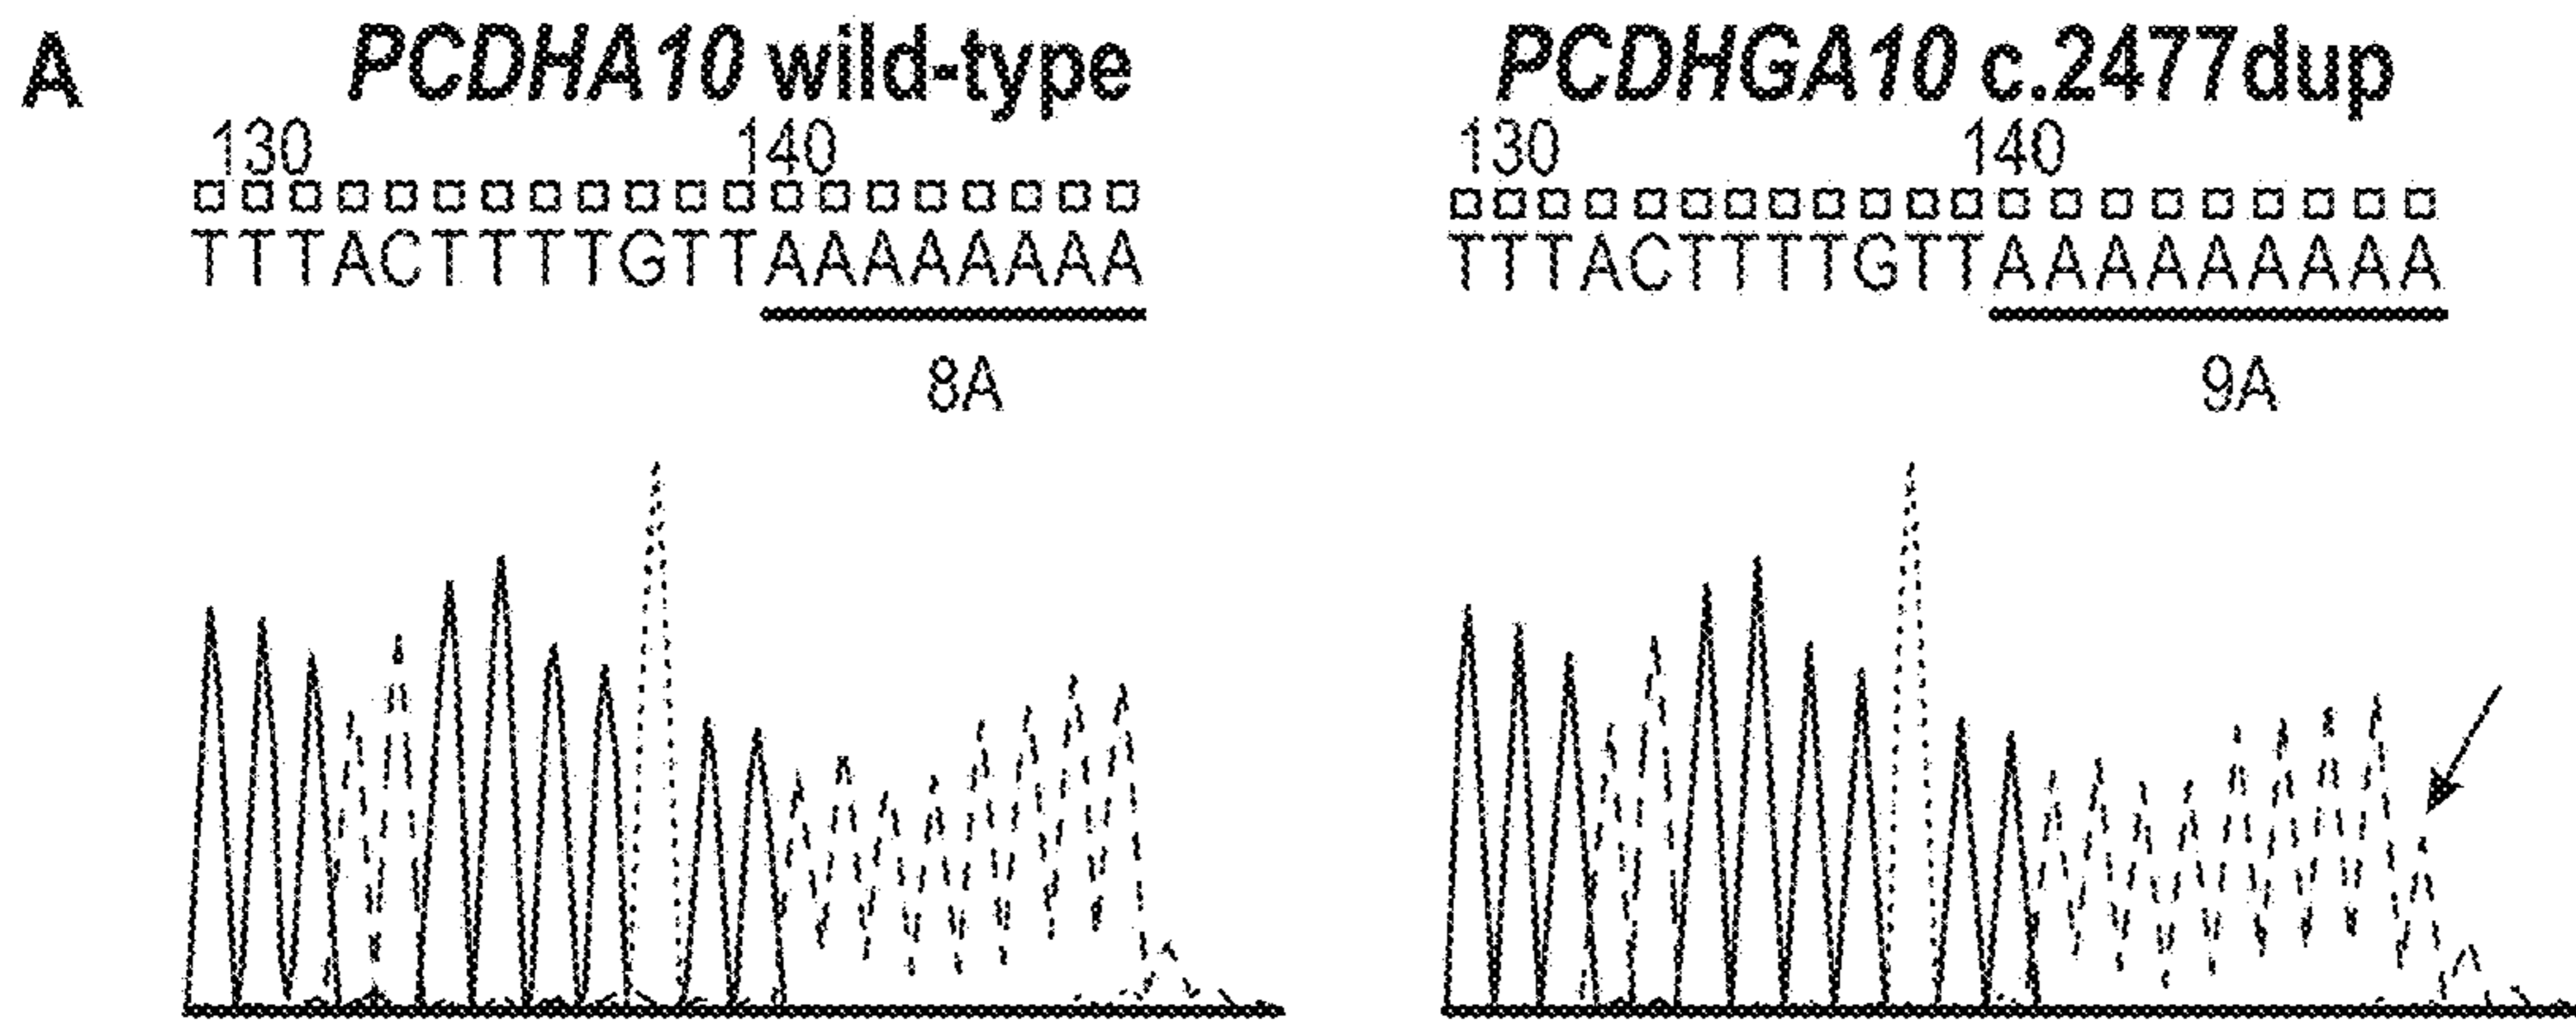 A
PCDHA10 wild-type
130 140
TTTACTTTTGTTAAAAAAAA
8A
PCDHGA10 c.2477dup
130 140
TTTACTTTTGTTAAAAAAAAA
9A